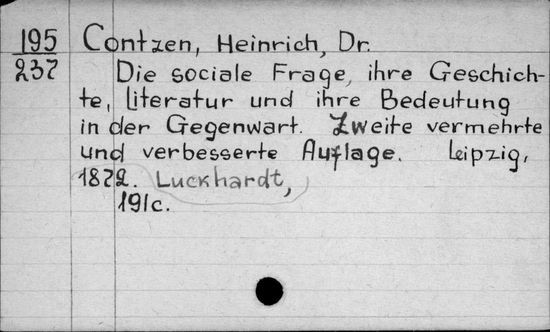 195 Contzen, Heinrich, Dr.
237 Die sociale Frage, ihre Geschich-
te, literatur und ihre Bedeutung
in der Gegenwart. Zweite vermehrte
und verbesserte Auflage. Leipzig,
1872. Luckhardt,
191c.